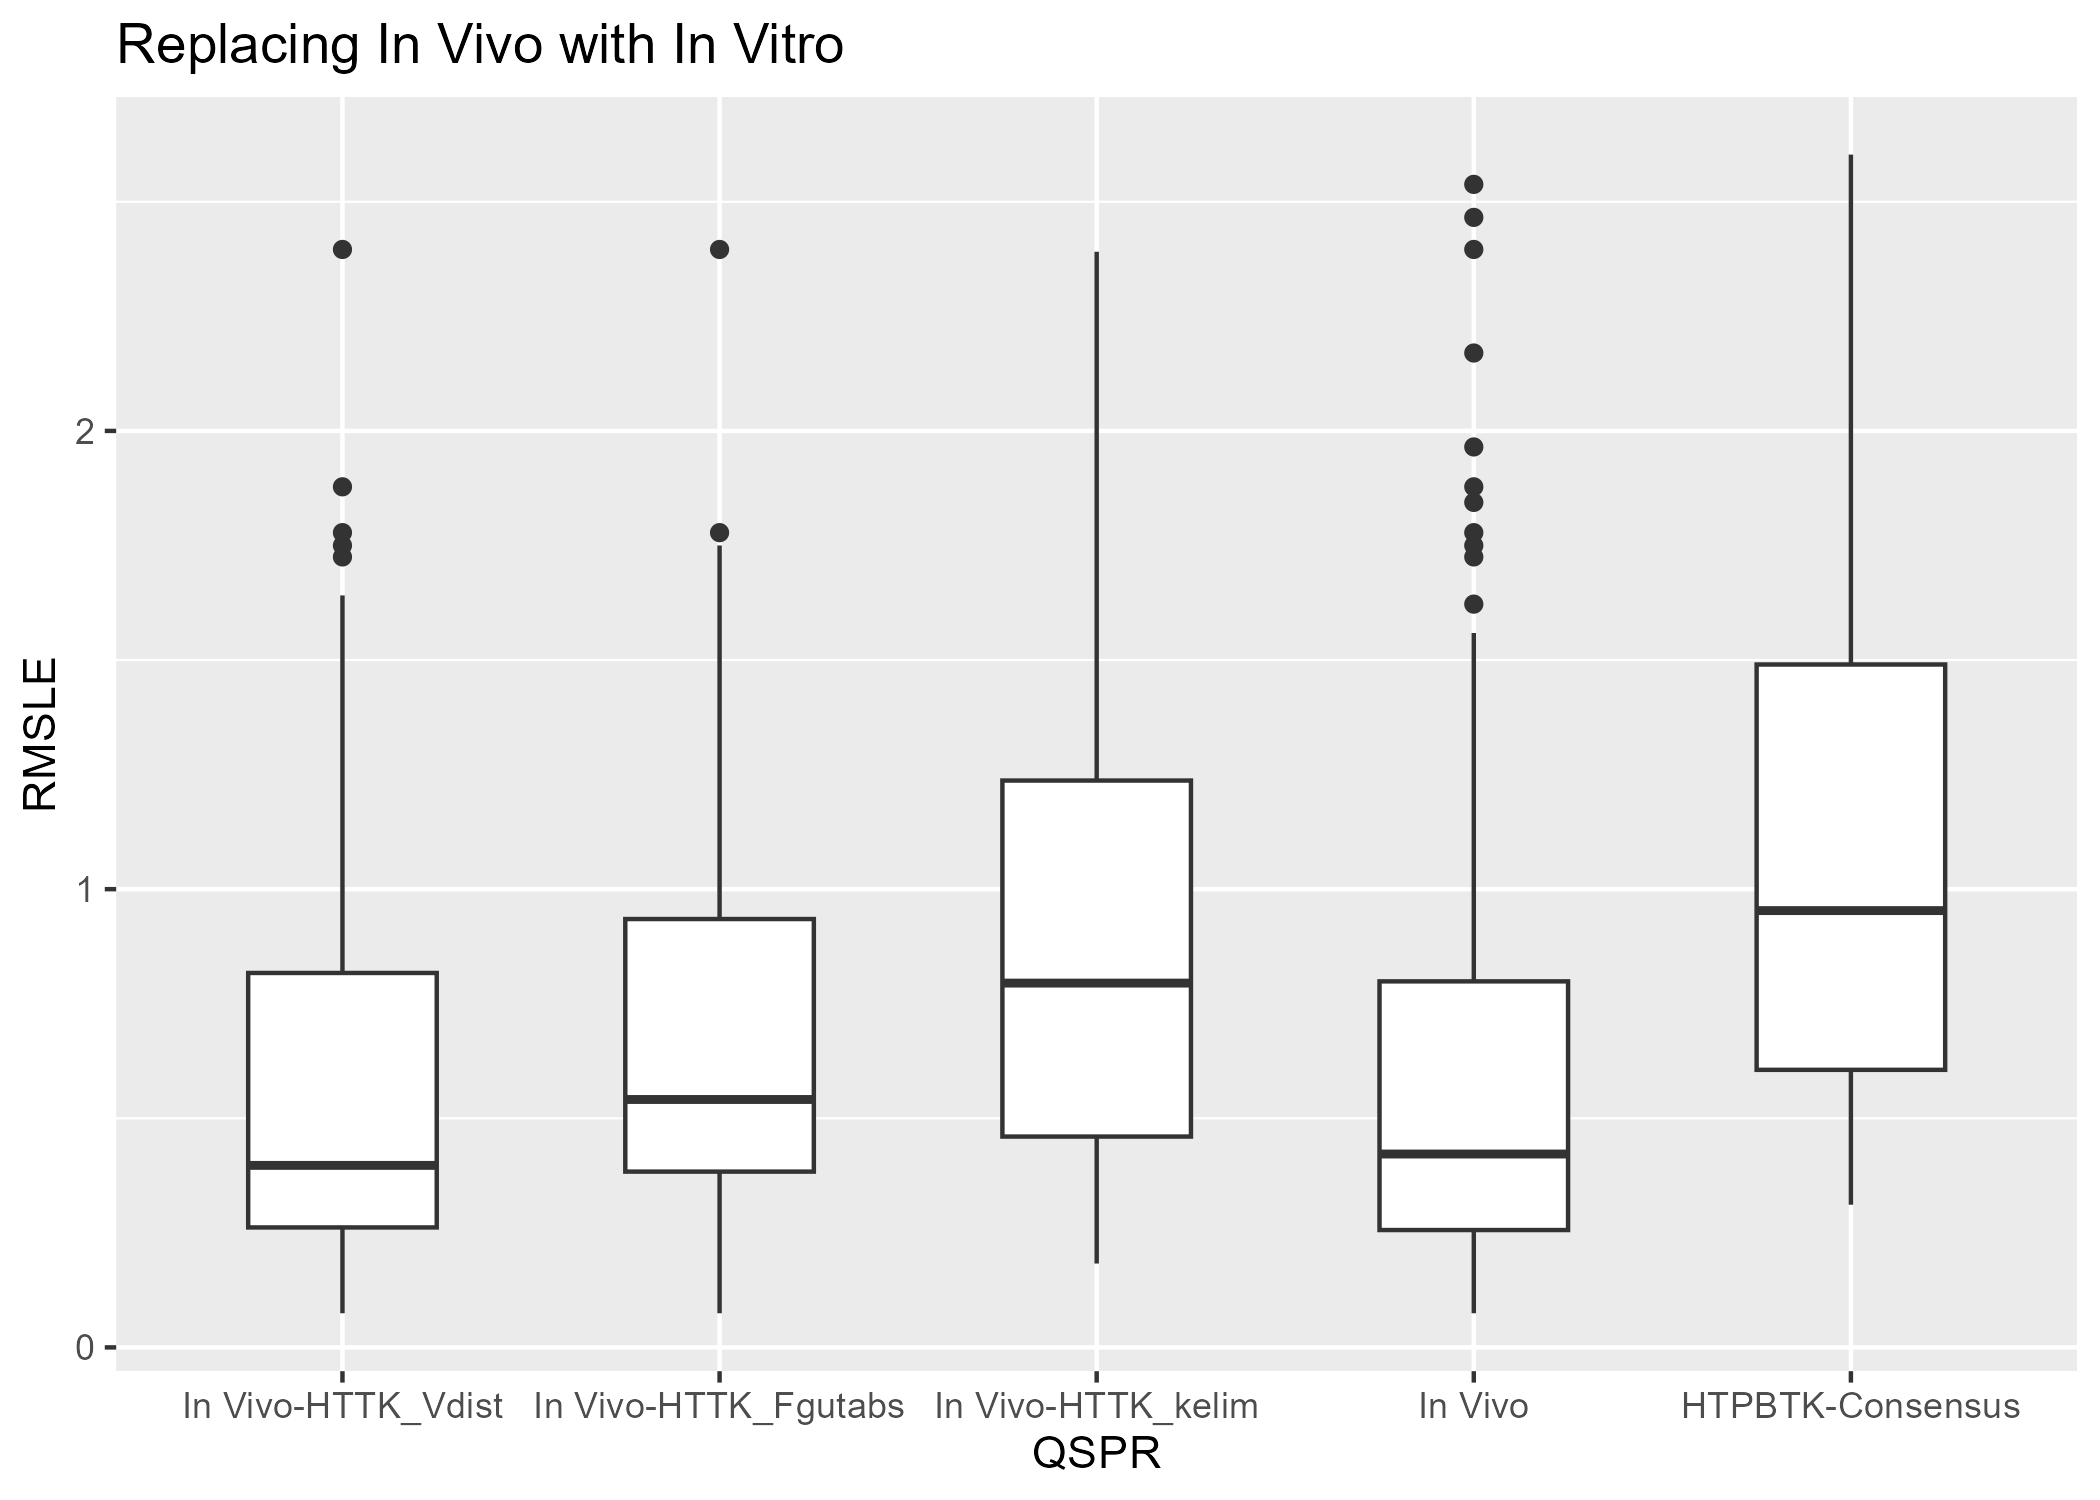 Replacing In Vivo with In Vitro
RMSLE
2
1
0
In Vivo-HTTK_Vdist In Vivo-HTTK_Fgutabs In Vivo-HTTK_kelim In Vivo HTPBTK-Consensus
QSPR